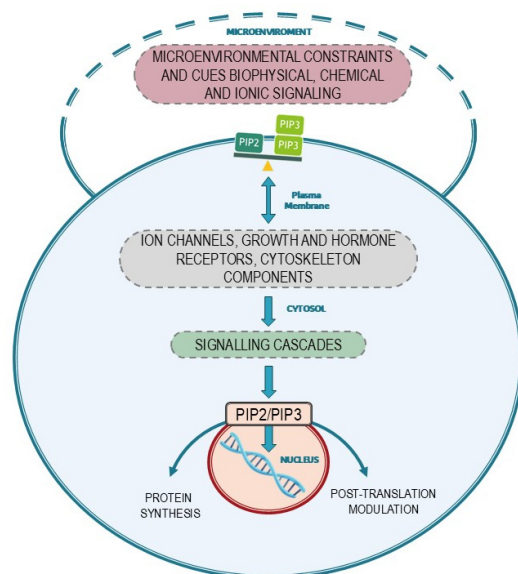 MICROENVIROMENT
MICROENVIRONMENTAL CONSTRAINTS
AND CUES BIOPHYSICAL, CHEMICAL
AND IONIC SIGNALING
PIP3
PIP2
PIP3
Plasma
Membrane
ION CHANNELS, GROWTH AND HORMONE
RECEPTORS, CYTOSKELETON
COMPONENTS
CYTOSOL
SIGNALLING CASCADES
PIP2/PIP3
NUCLEUS
PROTEIN
SYNTHESIS
POST-TRANSLATION
MODULATION